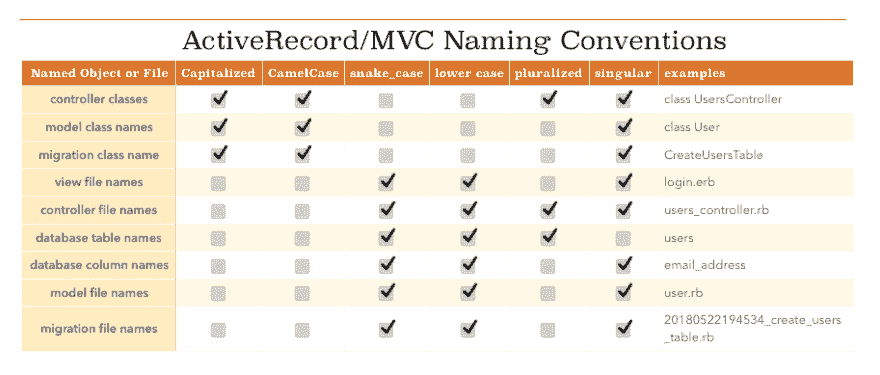 ActiveRecord/MVC Naming Conventions
Named Object or File Capitalized CamelCase snake_case lower case pluralized singular examples
controller classes class UsersController
model class names class User
migration class name CreateUsersTable
view file names login.erb
controller file names users_controller.rb
database table names users
database column names email_address
model file names user.rb
migration file names 20180522194534_create_users
_table.rb